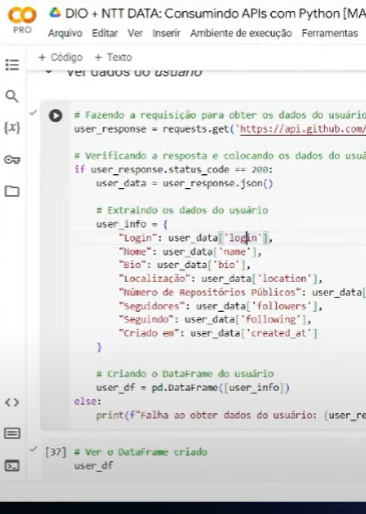 CO DIO + NTT DATA: Consumindo APIs com Python [MA
PRO Arquivo Editar Ver Inserir Ambiente de execução Ferramentas
+ Código + Texto
Ver dados do usuário
# Fazendo a requisição para obter os dados do usuário
user_response = requests.get('https://api.github.com/
# Verificando a resposta e colocando os dados do usuá
if user_response.status_code == 200:
user_data = user_response.json()
# Extraindo os dados do usuário
user_info = {
"Login": user_data['login'],
"Nome": user_data['name'],
"Bio": user_data['bio'],
"Localização": user_data['location'],
"Número de Repositórios Públicos": user_data[
"Seguidores": user_data['followers'],
"Seguindo": user_data['following'],
"Criado em": user_data['created_at']
}
# Criando o DataFrame do usuário
user_df = pd.DataFrame([user_info])
else:
print(f"Falha ao obter dados do usuário: {user_re
[37] # Ver o DataFrame criado
user_df